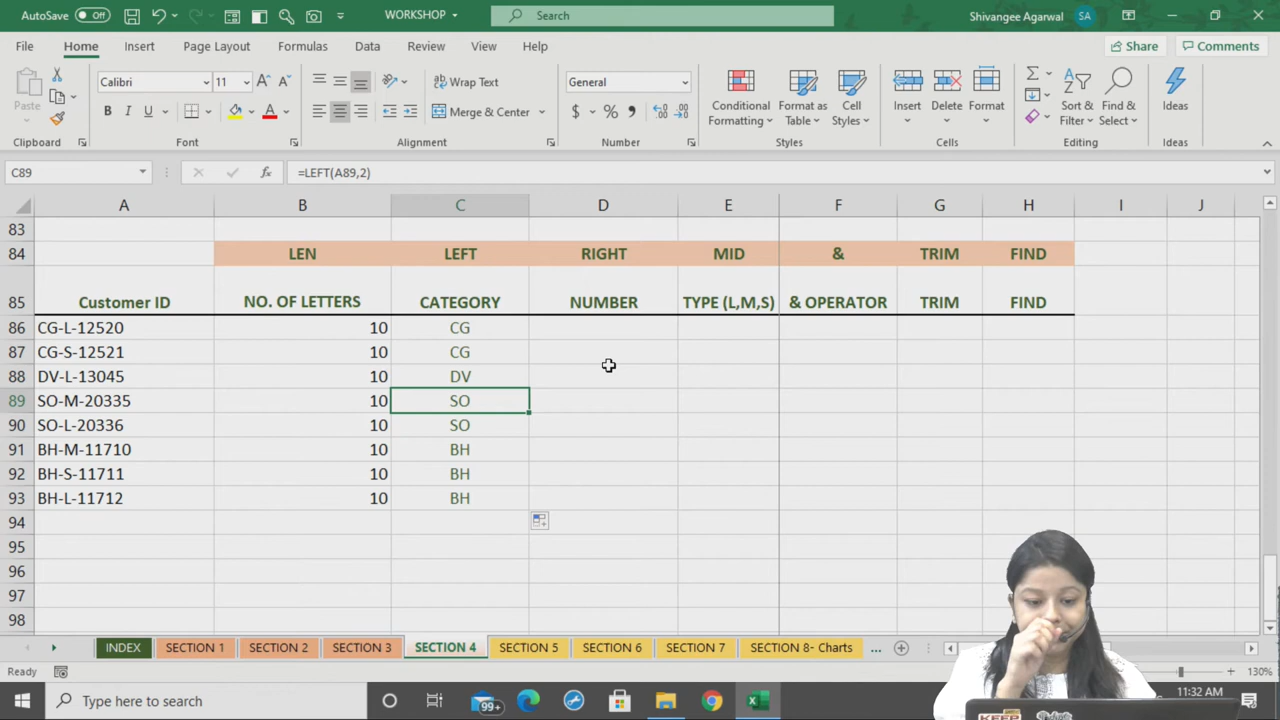 AutoSave Off WORKSHOP Search Shivangee Agarwal SA
File Home Insert Page Layout Formulas Data Review View Help Share Comments
Paste Calibri 11 Wrap Text General Conditional Formatting Format as Table Cell Styles Insert Delete Format Sort & Filter Find & Select Ideas
B I U Merge & Center $ % ,
Clipboard Font Alignment Number Styles Cells Editing Ideas
C89 fx =LEFT(A89,2)
A B C D E F G H I J
83
84 LEN LEFT RIGHT MID & TRIM FIND
85 Customer ID NO. OF LETTERS CATEGORY NUMBER TYPE (L,M,S) & OPERATOR TRIM FIND
86 CG-L-12520 10 CG
87 CG-S-12521 10 CG
88 DV-L-13045 10 DV
89 SO-M-20335 10 SO
90 SO-L-20336 10 SO
91 BH-M-11710 10 BH
92 BH-S-11711 10 BH
93 BH-L-11712 10 BH
94
95
96
97
98
INDEX SECTION 1 SECTION 2 SECTION 3 SECTION 4 SECTION 5 SECTION 6 SECTION 7 SECTION 8- Charts ...
Ready 130%
Type here to search 99+ 11:32 AM
KEEP